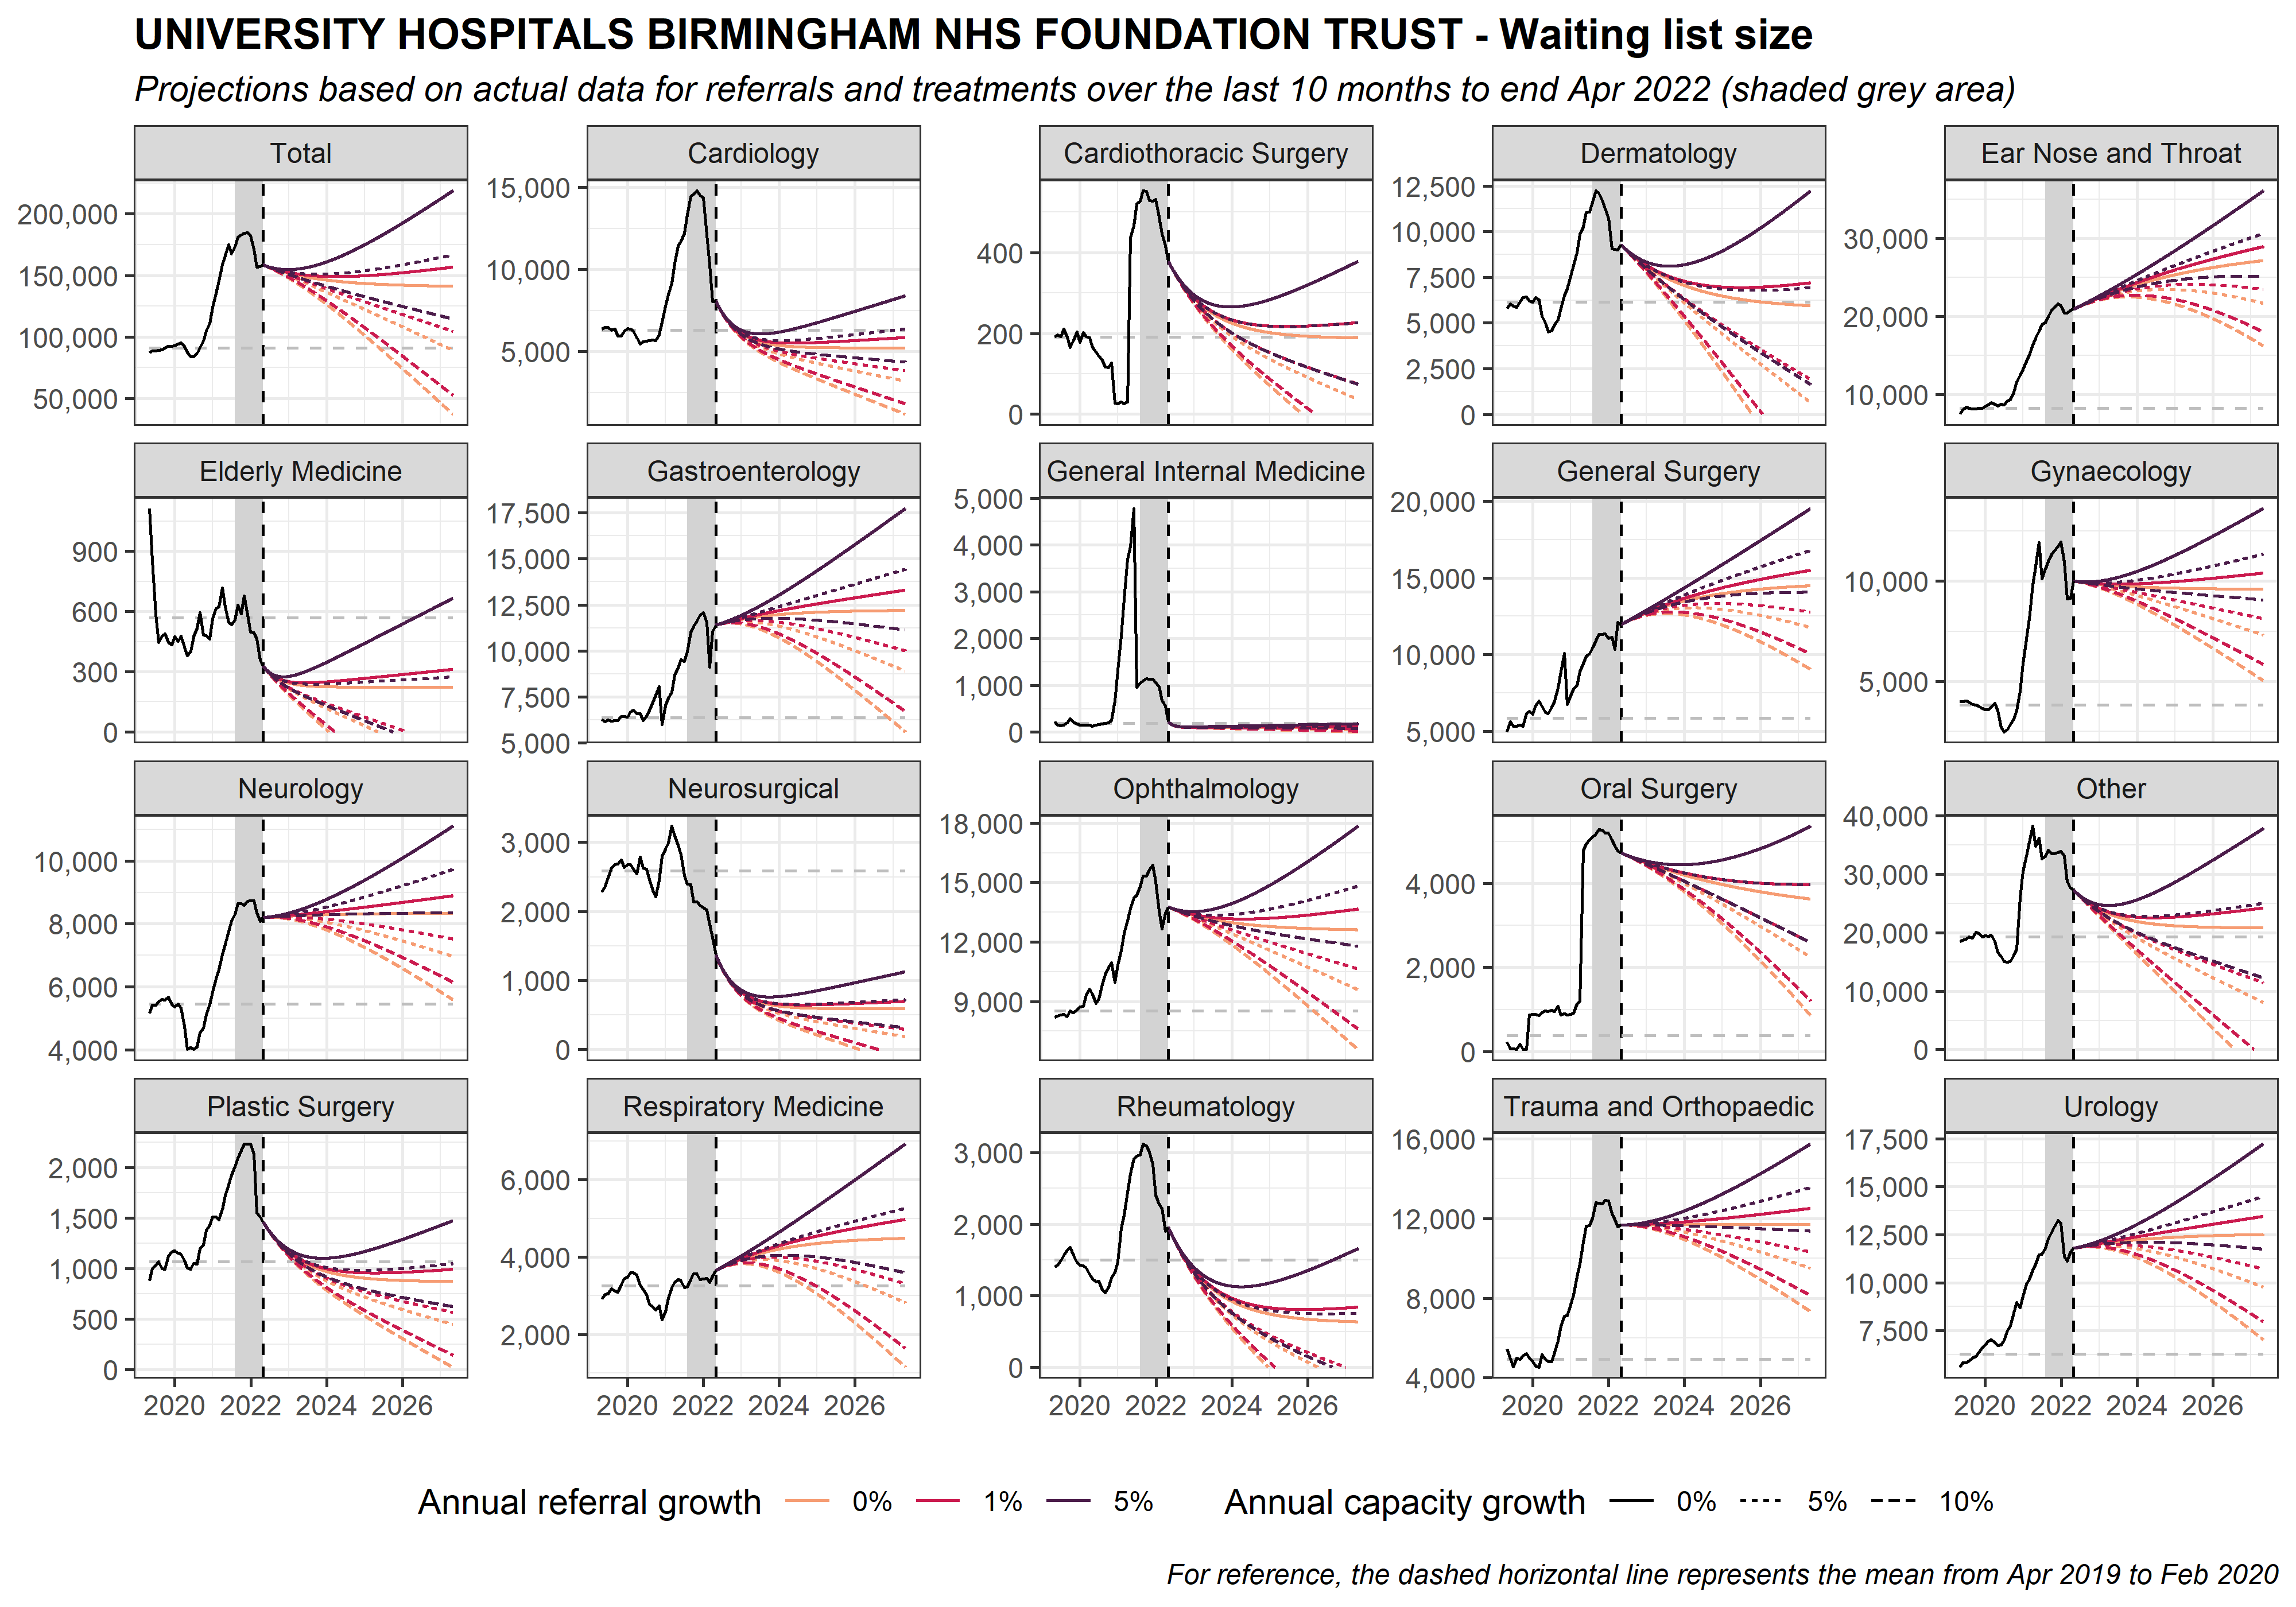 UNIVERSITY HOSPITALS BIRMINGHAM NHS FOUNDATION TRUST - Waiting list size
Projections based on actual data for referrals and treatments over the last 10 months to end Apr 2022 (shaded grey area)
Total
200,000
150,000
100,000
50,000
Cardiology
15,000
10,000
5,000
Cardiothoracic Surgery
400
200
0
Dermatology
12,500
10,000
7,500
5,000
2,500
0
Ear Nose and Throat
30,000
20,000
10,000
Elderly Medicine
900
600
300
0
Gastroenterology
17,500
15,000
12,500
10,000
7,500
5,000
General Internal Medicine
5,000
4,000
3,000
2,000
1,000
0
General Surgery
20,000
15,000
10,000
5,000
Gynaecology
10,000
5,000
Neurology
10,000
8,000
6,000
4,000
Neurosurgical
3,000
2,000
1,000
0
Ophthalmology
18,000
15,000
12,000
9,000
Oral Surgery
4,000
2,000
0
Other
40,000
30,000
20,000
10,000
0
Plastic Surgery
2,000
1,500
1,000
500
0
2020 2022 2024 2026
Respiratory Medicine
6,000
4,000
2,000
2020 2022 2024 2026
Rheumatology
3,000
2,000
1,000
0
2020 2022 2024 2026
Trauma and Orthopaedic
16,000
12,000
8,000
4,000
2020 2022 2024 2026
Urology
17,500
15,000
12,500
10,000
7,500
2020 2022 2024 2026
Annual referral growth 0% 1% 5% Annual capacity growth 0% 5% 10%
For reference, the dashed horizontal line represents the mean from Apr 2019 to Feb 2020